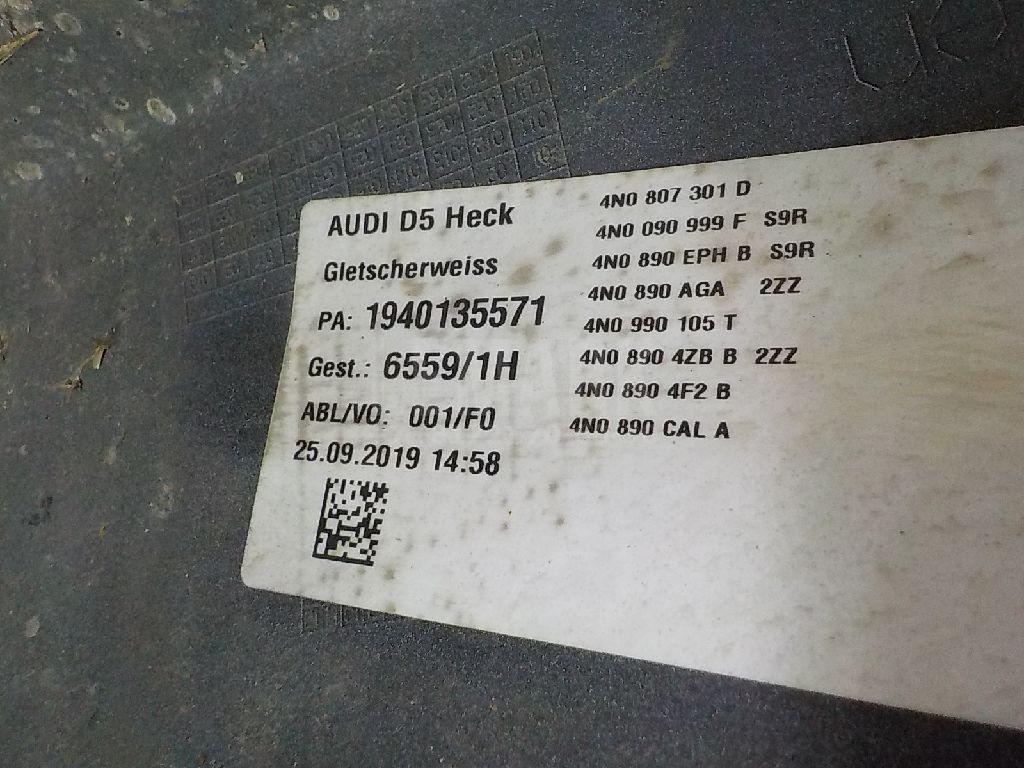 AUDI D5 Heck
Gletscherweiss
PA: 1940135571
Gest.: 6559/1H
ABL/VO: 001/F0
25.09.2019 14:58
4N0 807 301 D
4N0 090 999 F S9R
4N0 890 EPH B S9R
4N0 890 AGA 2ZZ
4N0 990 105 T
4N0 890 4ZB B 2ZZ
4N0 890 4F2 B
4N0 890 CAL A